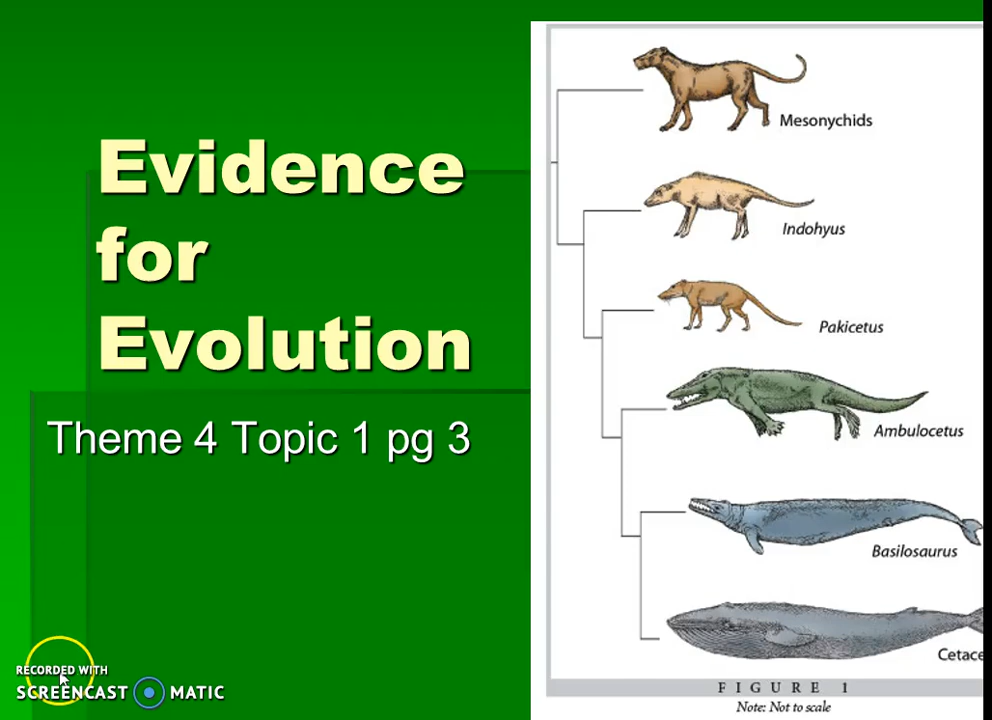 Evidence
for
Evolution
Theme 4 Topic 1 pg 3
RECORDED WITH
SCREENCAST MATIC
Mesonychids
Indohyus
Pakicetus
Ambulocetus
Basilosaurus
Cetace
FIGURE 1
Note: Not to scale